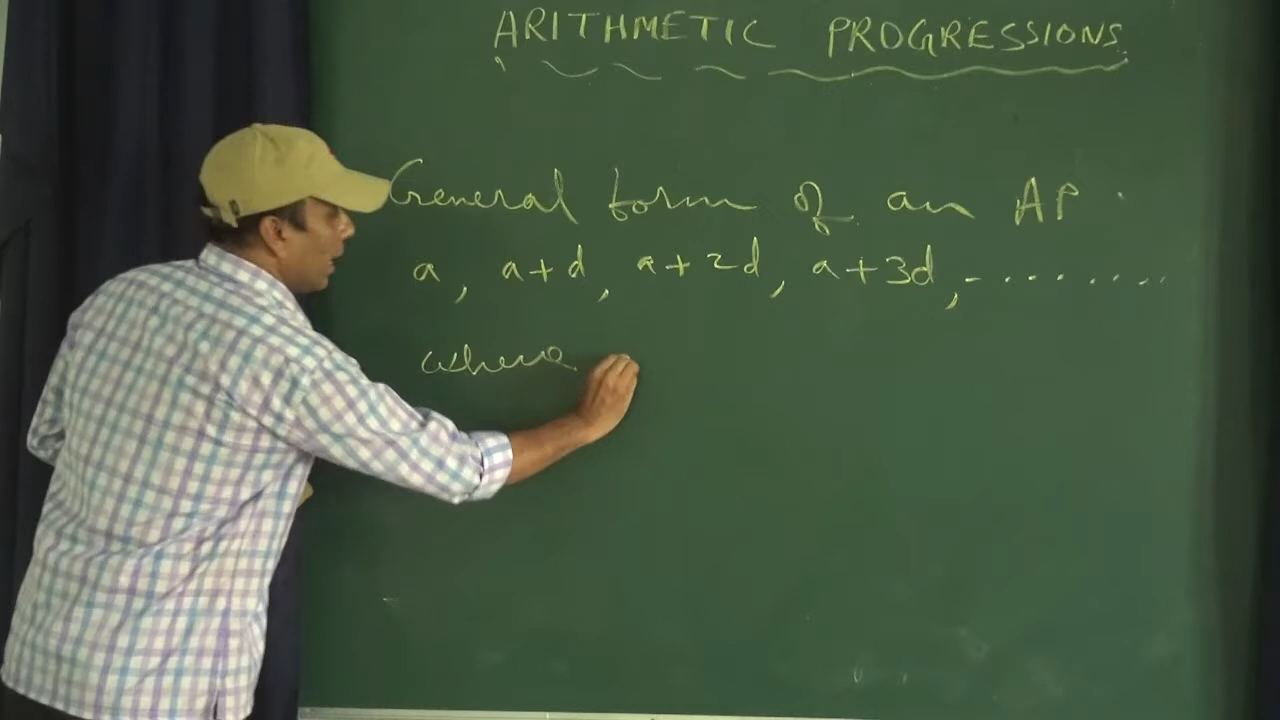 ARITHMETIC PROGRESSIONS
General form of an AP
a, a+d, a+2d, a+3d, - ........
where